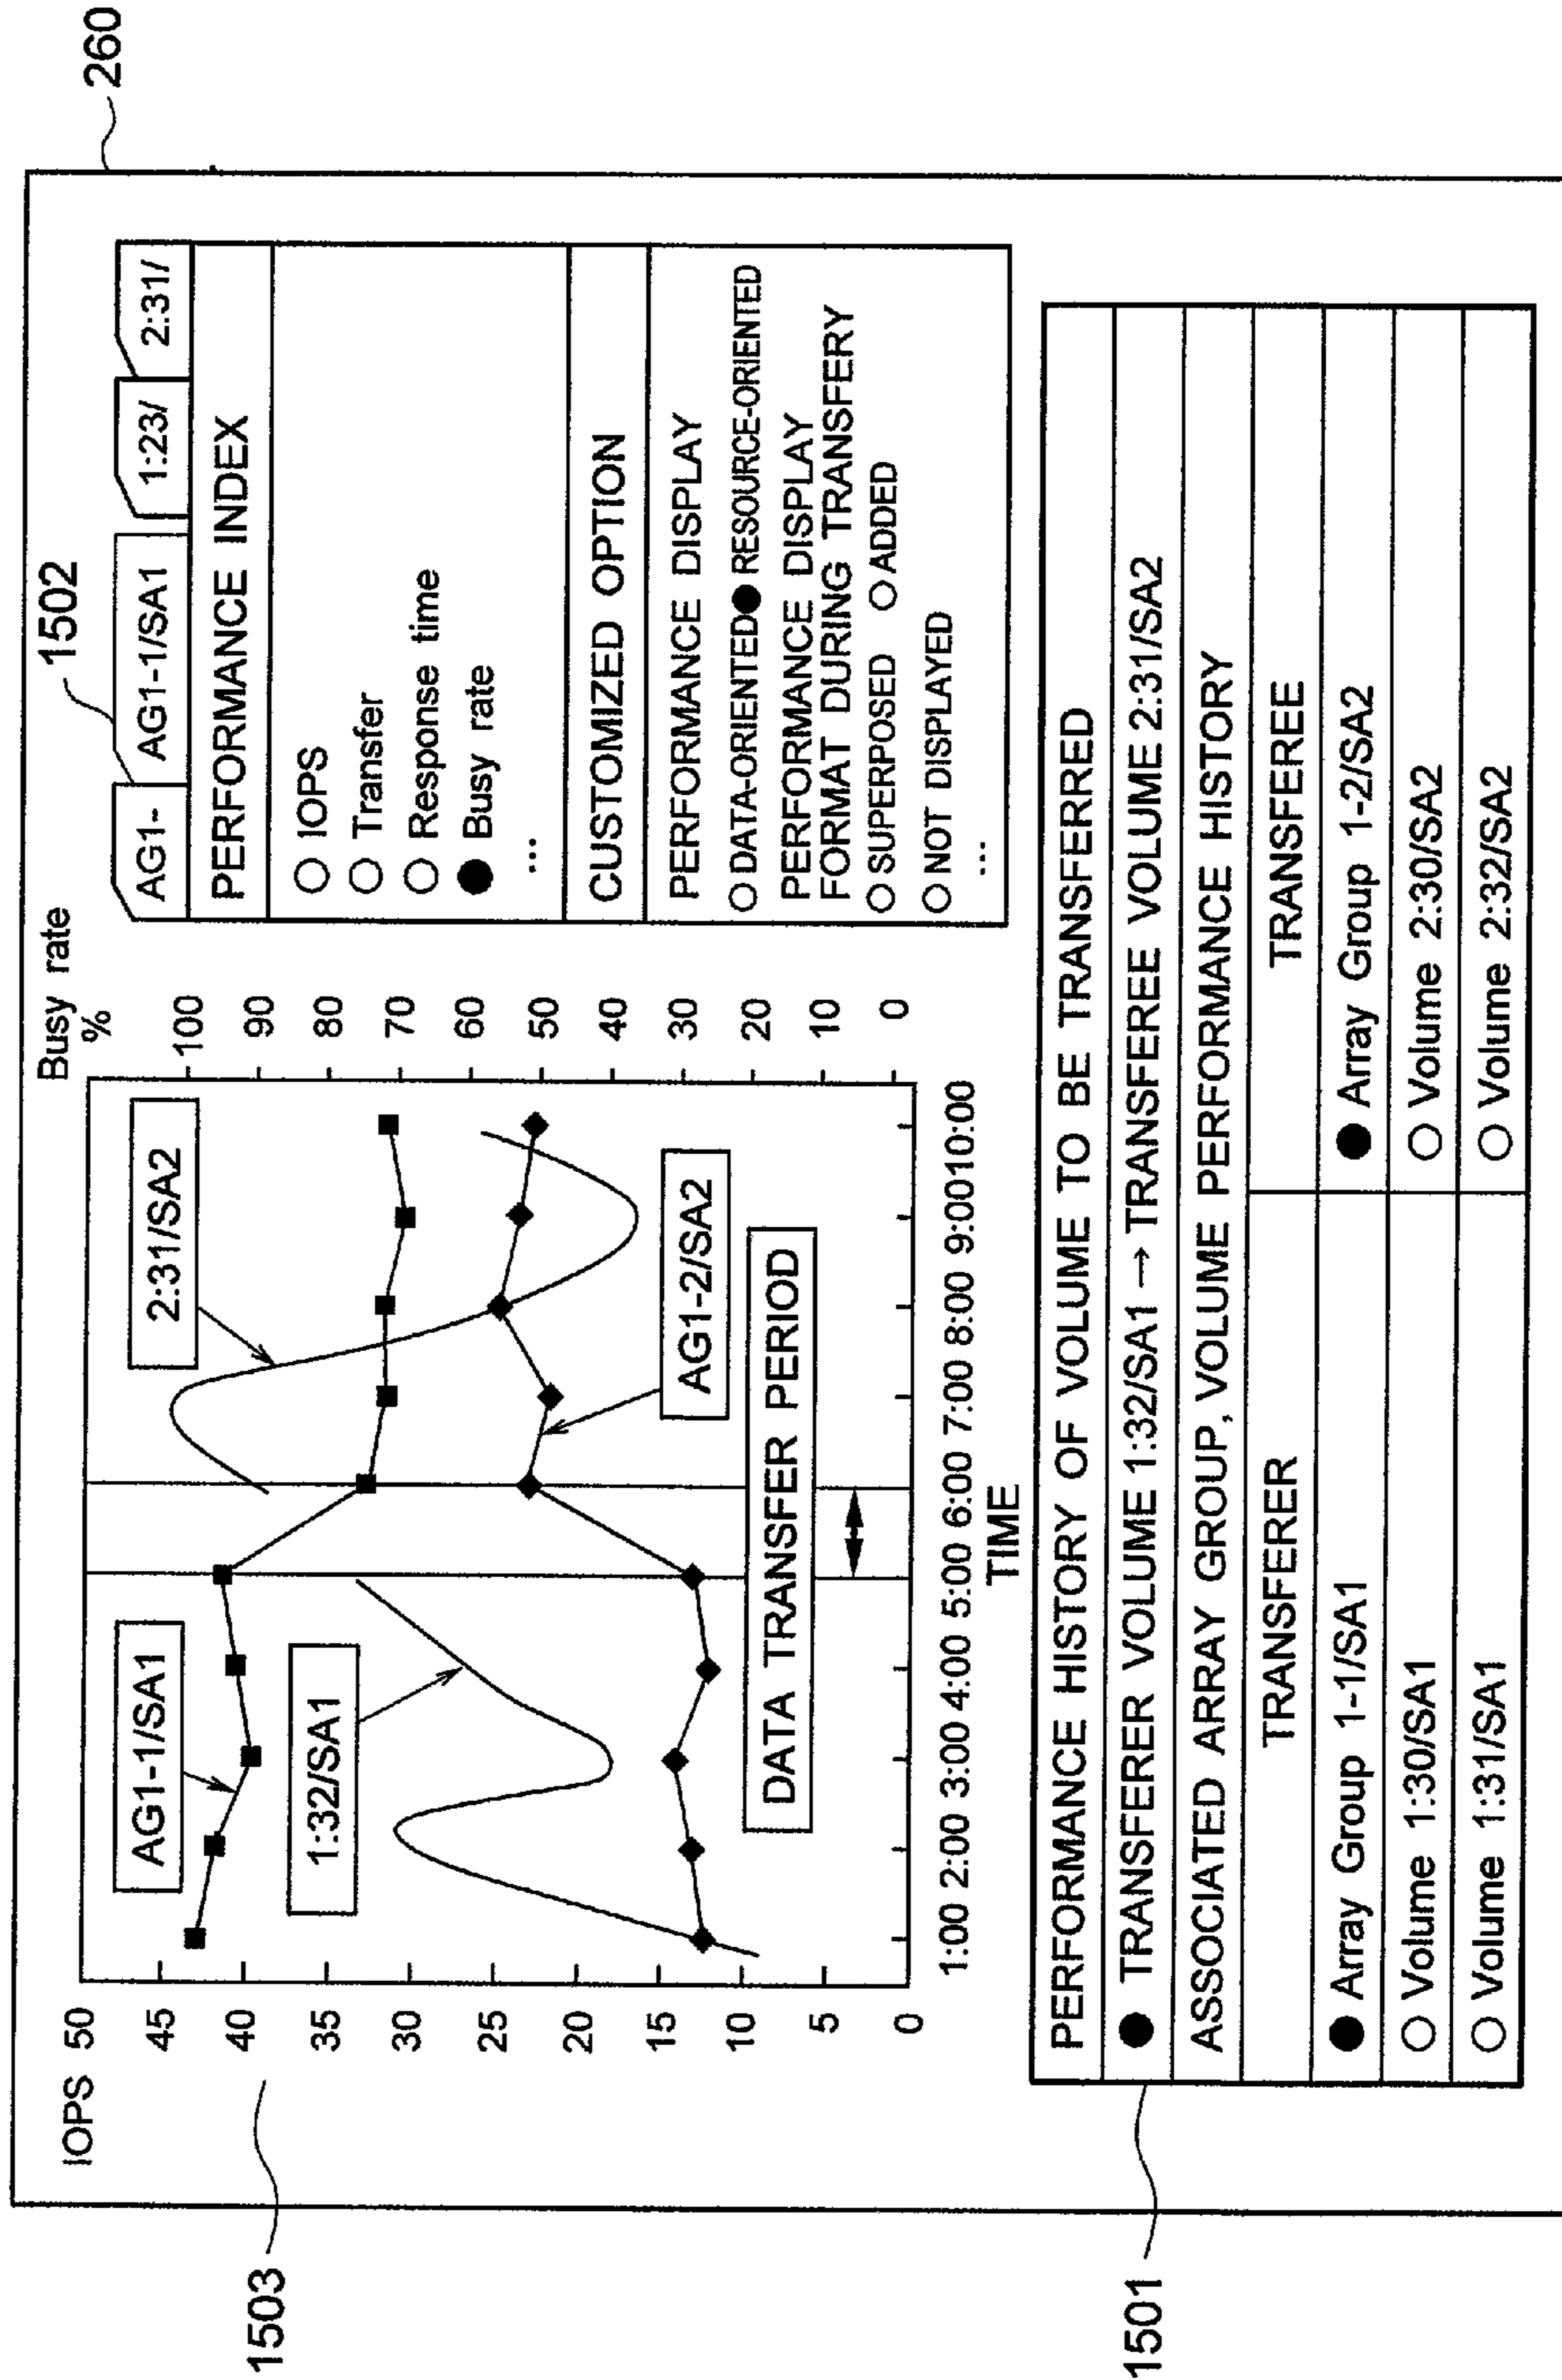 260
1502
1503
1501
IOPS 50
45
40
35
30
25
20
15
10
5
0
AG1-1/SA1
1:32/SA1
2:31/SA2
AG1-2/SA2
DATA TRANSFER PERIOD
1:00 2:00 3:00 4:00 5:00 6:00 7:00 8:00 9:00 10:00
TIME
Busy rate
%
100
90
80
70
60
50
40
30
20
10
0
AG1- AG1-1/SA1 1:23/ 2:31/
PERFORMANCE INDEX
IOPS
Transfer
Response time
Busy rate
...
CUSTOMIZED OPTION
PERFORMANCE DISPLAY
DATA-ORIENTED RESOURCE-ORIENTED
PERFORMANCE DISPLAY
FORMAT DURING TRANSFERY
SUPERPOSED ADDED
NOT DISPLAYED
...
PERFORMANCE HISTORY OF VOLUME TO BE TRANSFERRED
TRANSFERER VOLUME 1:32/SA1 → TRANSFEREE VOLUME 2:31/SA2
ASSOCIATED ARRAY GROUP, VOLUME PERFORMANCE HISTORY
TRANSFERER TRANSFEREE
Array Group 1-1/SA1 Array Group 1-2/SA2
Volume 1:30/SA1 Volume 2:30/SA2
Volume 1:31/SA1 Volume 2:32/SA2